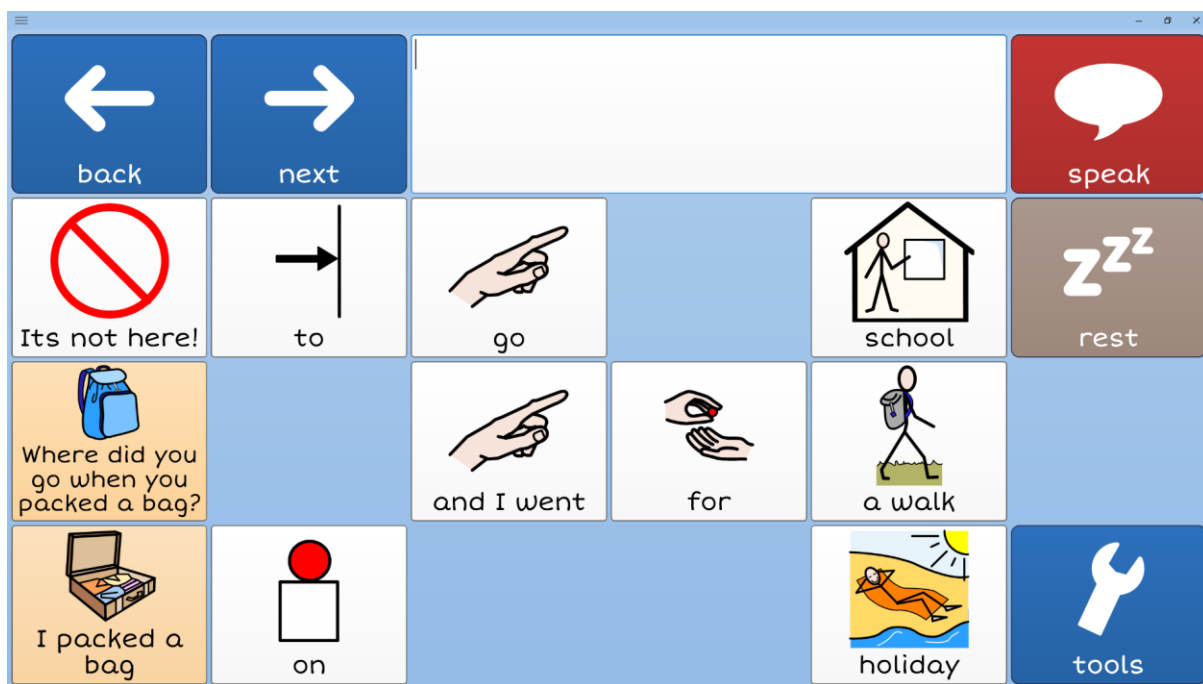 back
next
speak
Its not here!
to
go
school
zzz
rest
Where did you
go when you
packed a bag?
and I went
for
a walk
I packed a
bag
on
holiday
tools